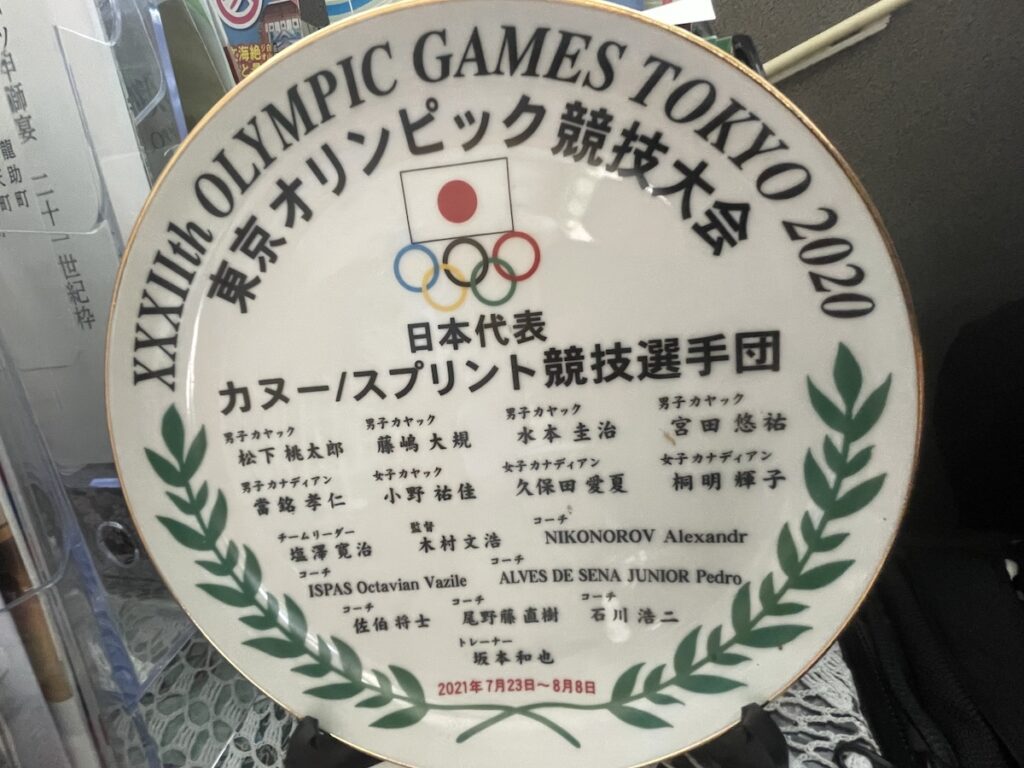 XXXIIth OLYMPIC GAMES TOKYO 2020
東京オリンピック競技大会
日本代表
カヌー/スプリント競技選手団
男子カヤック 男子カヤック 男子カヤック 男子カヤック
松下 桃太郎 藤嶋 大規 水本 圭治 宮田 悠祐
男子カナディアン 女子カヤック 女子カナディアン 女子カナディアン
當銘 孝仁 小野 祐佳 久保田 愛夏 桐明 輝子
チームリーダー 監督 コーチ
塩澤 寛治 木村 文浩 NIKONOROV Alexandr
コーチ コーチ
ISPAS Octavian Vazile ALVES DE SENA JUNIOR Pedro
コーチ コーチ コーチ
佐伯 将士 尾野藤 直樹 石川 浩二
トレーナー
坂本 和也
2021年7月23日~8月8日
二十一世紀枠
龍助町